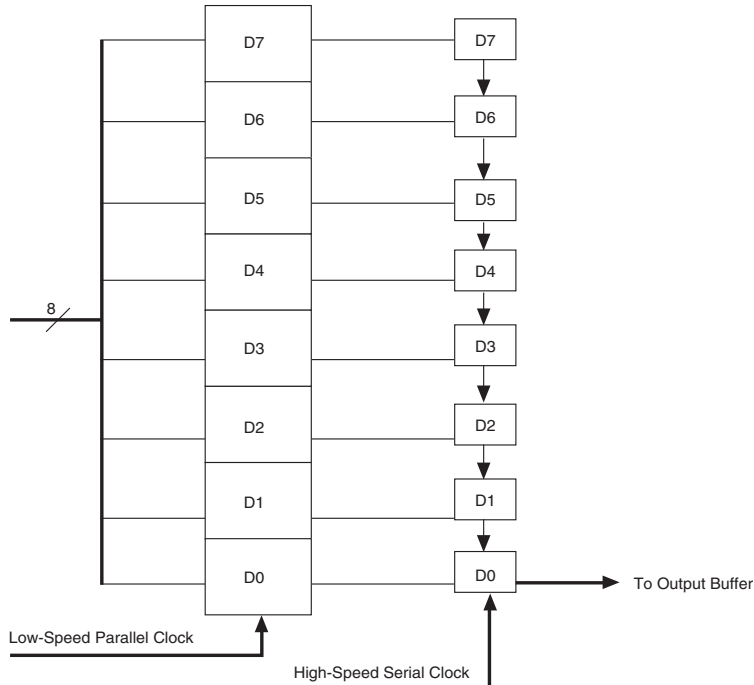 D7 D7
D6 D6
D5 D5
D4 D4
8
D3 D3
D2 D2
D1 D1
D0 D0 To Output Buffer
Low-Speed Parallel Clock
High-Speed Serial Clock